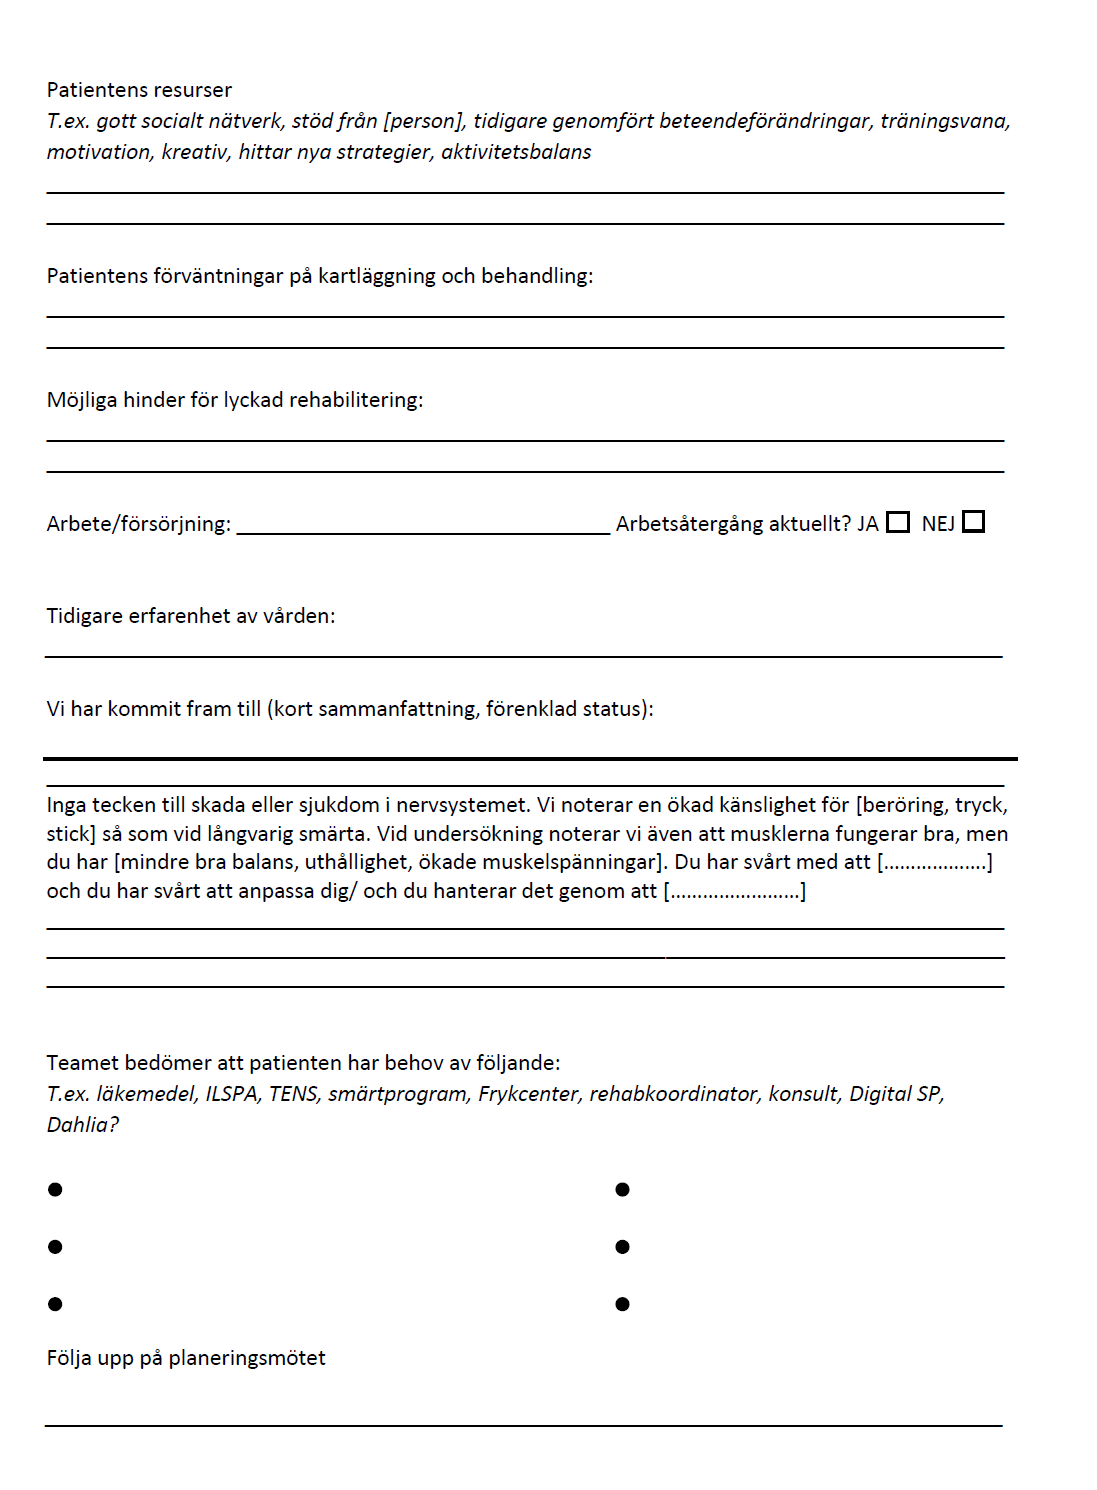 Patientens resurser
T.ex. gott socialt nätverk, stöd från [person], tidigare genomfört beteendeförändringar, träningsvana,
motivation, kreativ, hittar nya strategier, aktivitetsbalans
Patientens förväntningar på kartläggning och behandling:
Möjliga hinder för lyckad rehabilitering:
Arbete/försörjning: __________________________________ Arbetsåtergång aktuellt? JA ☐ NEJ ☐
Tidigare erfarenhet av vården:
Vi har kommit fram till (kort sammanfattning, förenklad status):
Inga tecken till skada eller sjukdom i nervsystemet. Vi noterar en ökad känslighet för [beröring, tryck,
stick] så som vid långvarig smärta. Vid undersökning noterar vi även att musklerna fungerar bra, men
du har [mindre bra balans, uthållighet, ökade muskelspänningar]. Du har svårt med att [...................]
och du har svårt att anpassa dig/ och du hanterar det genom att [........................]
Teamet bedömer att patienten har behov av följande:
T.ex. läkemedel, ILSPA, TENS, smärtprogram, Frykcenter, rehabkoordinator, konsult, Digital SP,
Dahlia?
● ●
● ●
● ●
Följa upp på planeringsmötet